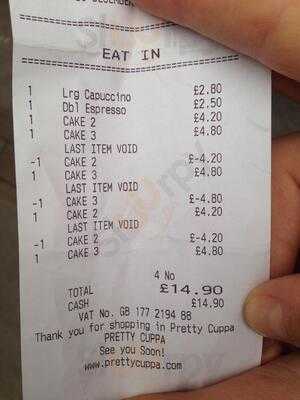 DECEMBER
EAT IN
1 Lrg Capuccino £2.80
1 Dbl Espresso £2.50
1 CAKE 2 £4.20
1 CAKE 3 £4.80
LAST ITEM VOID
-1 CAKE 2 £-4.20
1 CAKE 3 £4.80
LAST ITEM VOID
-1 CAKE 3 £-4.80
1 CAKE 2 £4.20
LAST ITEM VOID
-1 CAKE 2 £-4.20
1 CAKE 3 £4.80
4 No
TOTAL £14.90
CASH £14.90
VAT No. GB 177 2194 88
Thank you for shopping in Pretty Cuppa
PRETTY CUPPA
See you Soon!
www.prettycuppa.com